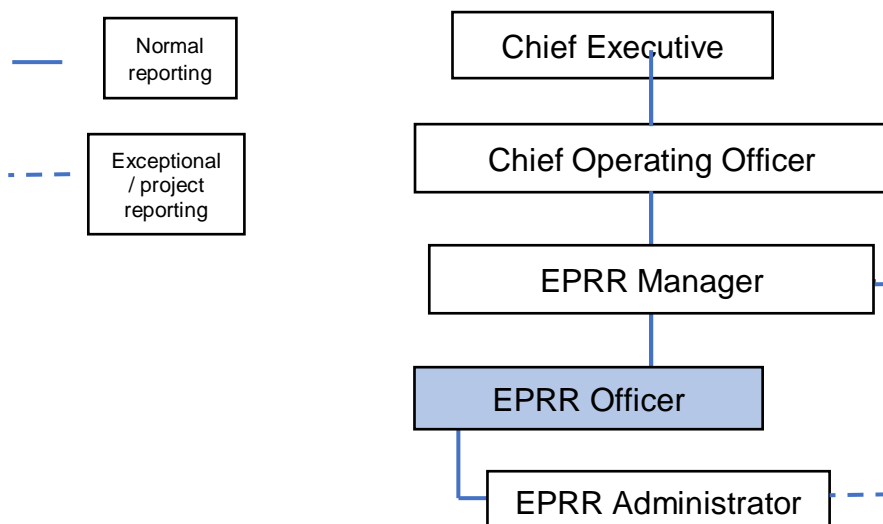 Normal
reporting
Exceptional
/ project
reporting
Chief Executive
Chief Operating Officer
EPRR Manager
EPRR Officer
EPRR Administrator